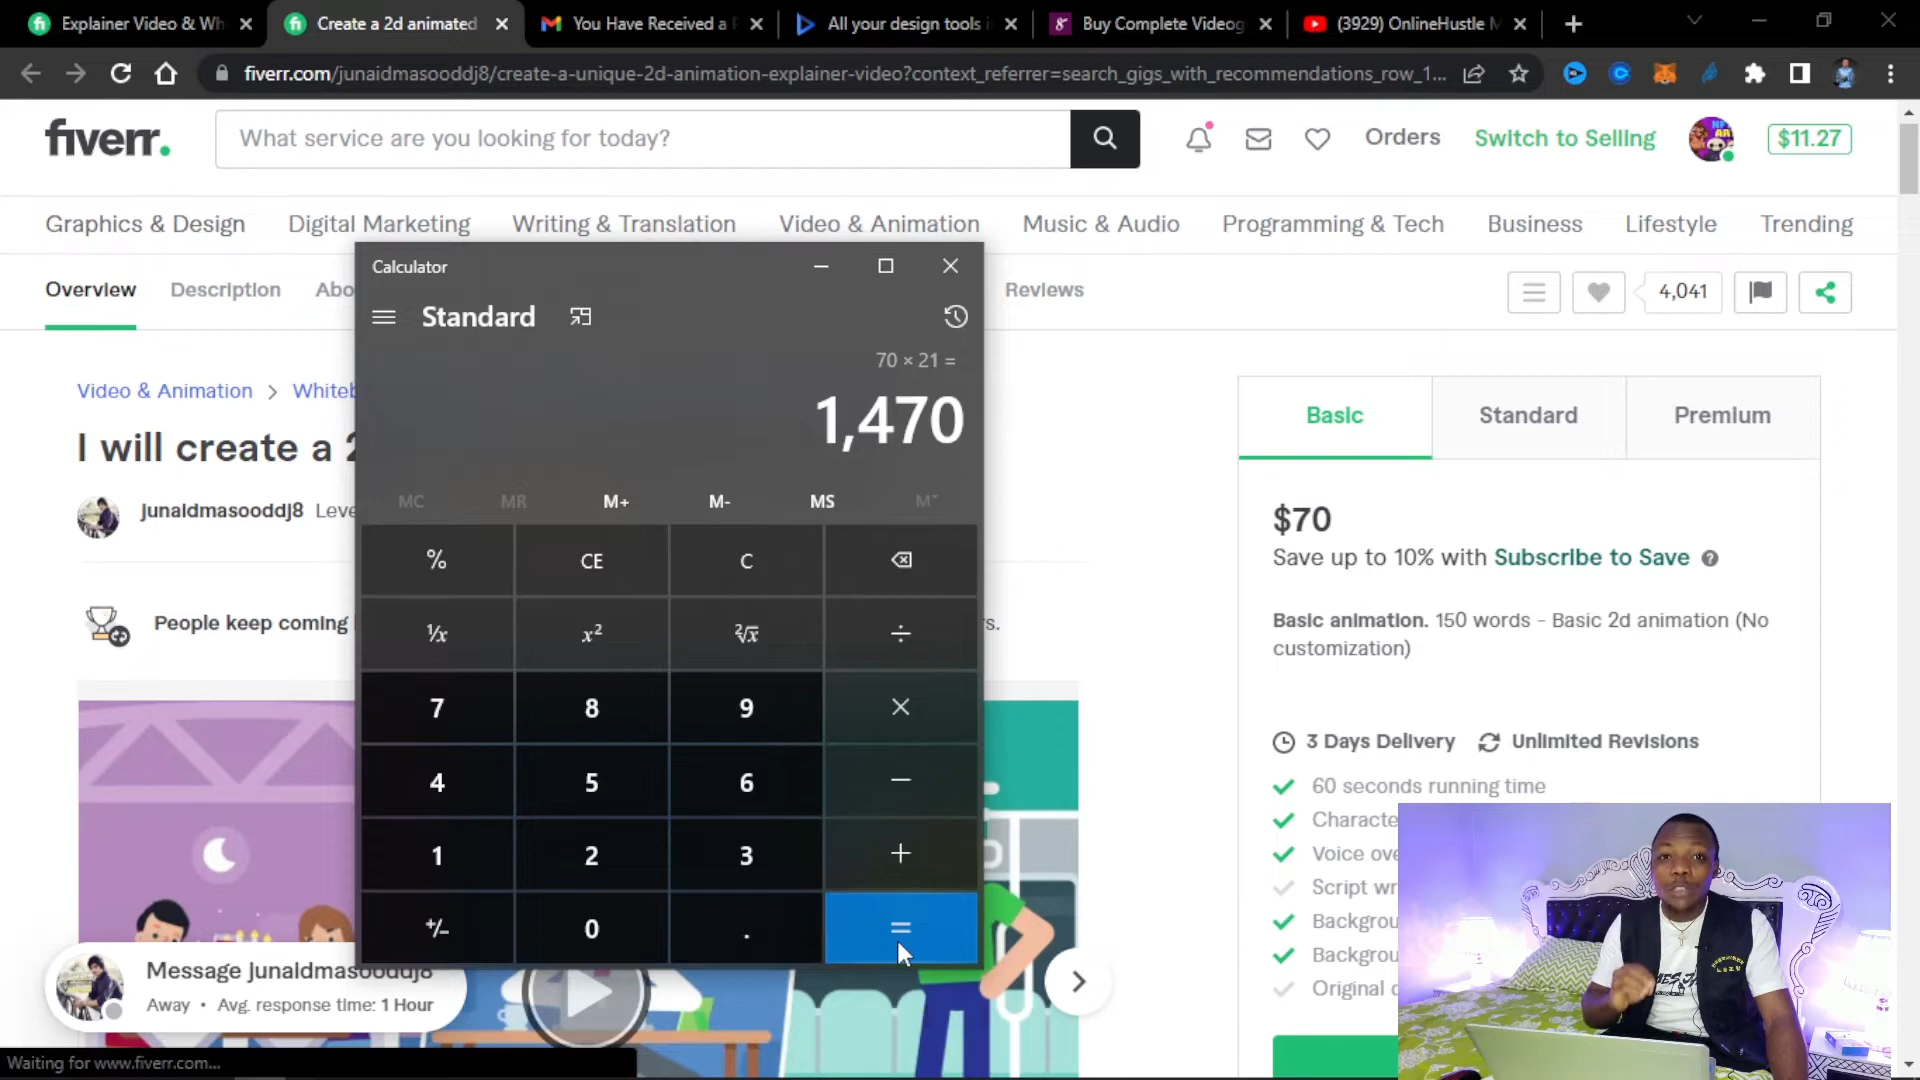 Explainer Video & Wh
Create a 2d animated
You Have Received a
All your design tools i
Buy Complete Videog
(3929) OnlineHustle M
fiverr.com/junaidmasooddj8/create-a-unique-2d-animation-explainer-video?context_referrer=search_gigs_with_recommendations_row_1...
fiverr.
What service are you looking for today?
Orders
Switch to Selling
$11.27
Graphics & Design
Digital Marketing
Writing & Translation
Video & Animation
Music & Audio
Programming & Tech
Business
Lifestyle
Trending
Overview
Description
Abo
Reviews
4,041
Video & Animation > Whiteb
I will create a 2
junaidmasooddj8 Leve
People keep coming
rs.
Calculator
Standard
70 × 21 =
1,470
MC MR M+ M- MS M˅
% CE C
¹/x x² ²√x ÷
7 8 9 ×
4 5 6 −
1 2 3 +
+/− 0 . =
Basic
Standard
Premium
$70
Save up to 10% with Subscribe to Save
Basic animation. 150 words - Basic 2d animation (No
customization)
3 Days Delivery
Unlimited Revisions
60 seconds running time
Characte
Voice ove
Script wr
Backgrou
Backgrou
Original c
Message Junaidmasooddj8
Away • Avg. response time: 1 Hour
Waiting for www.fiverr.com...